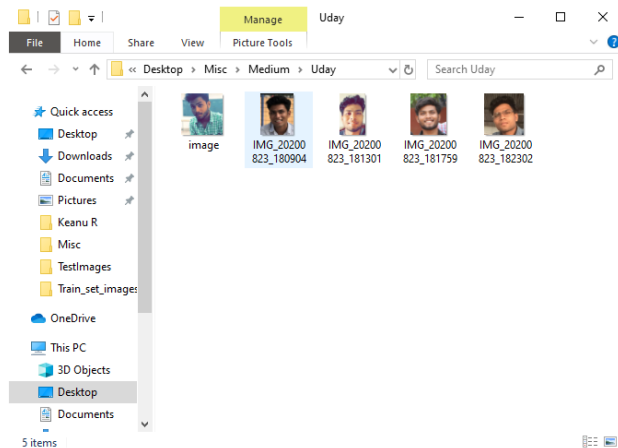 Manage
Uday
File
Home
Share
View
Picture Tools
« Desktop > Misc > Medium > Uday
Search Uday
Quick access
Desktop
Downloads
Documents
Pictures
Keanu R
Misc
TestImages
Train_set_images
OneDrive
This PC
3D Objects
Desktop
Documents
image
IMG_20200
823_180904
IMG_20200
823_181301
IMG_20200
823_181759
IMG_20200
823_182302
5 items